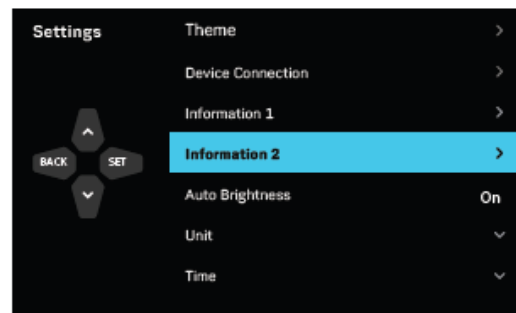 Settings
Theme
Device Connection
Information 1
BACK SET
Information 2
Auto Brightness On
Unit
Time